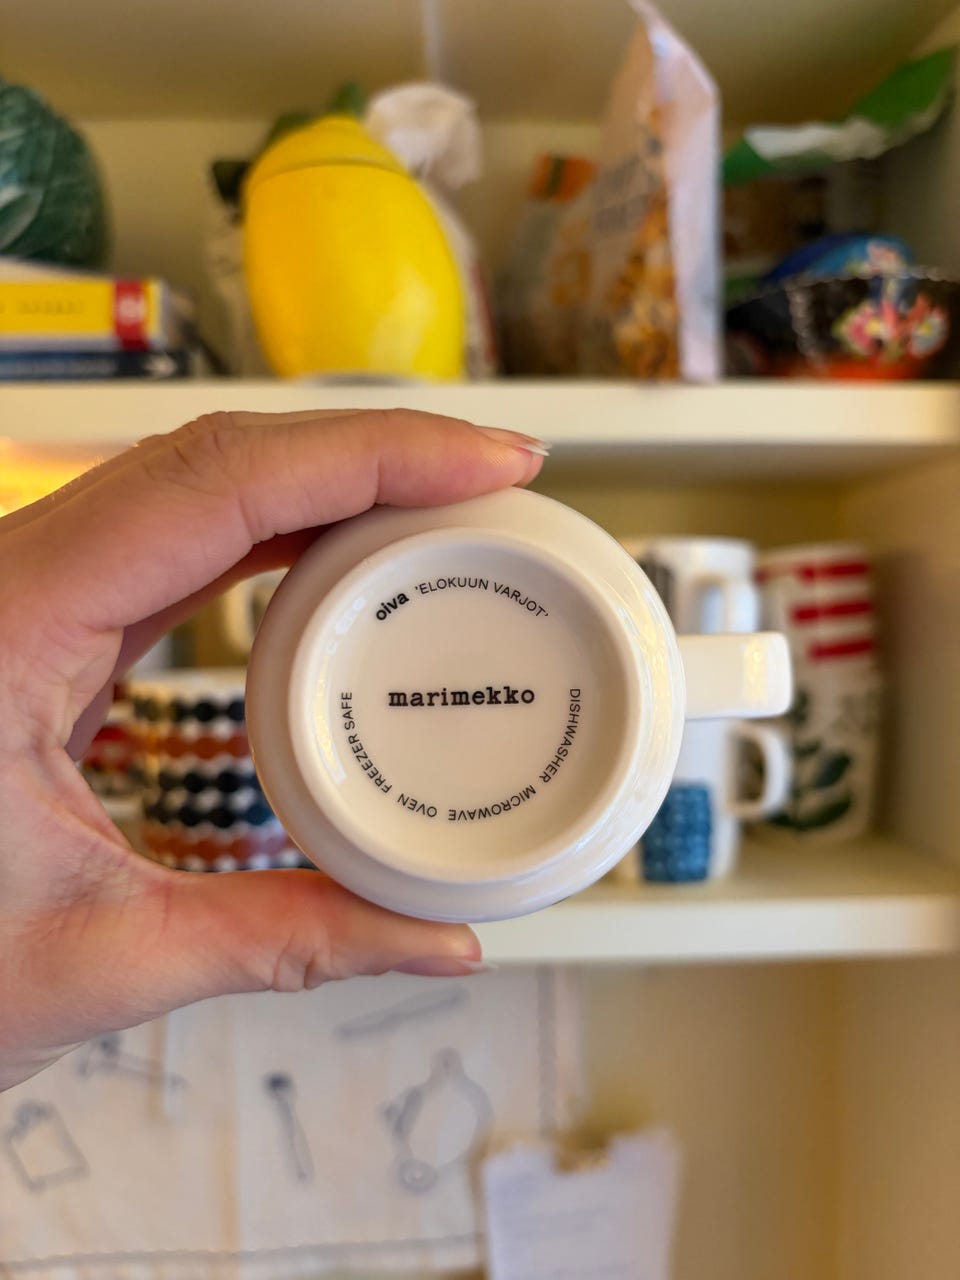 oiva 'ELOKUUN VARJOT'
marimekko
DISHWASHER MICROWAVE OVEN FREEZER SAFE